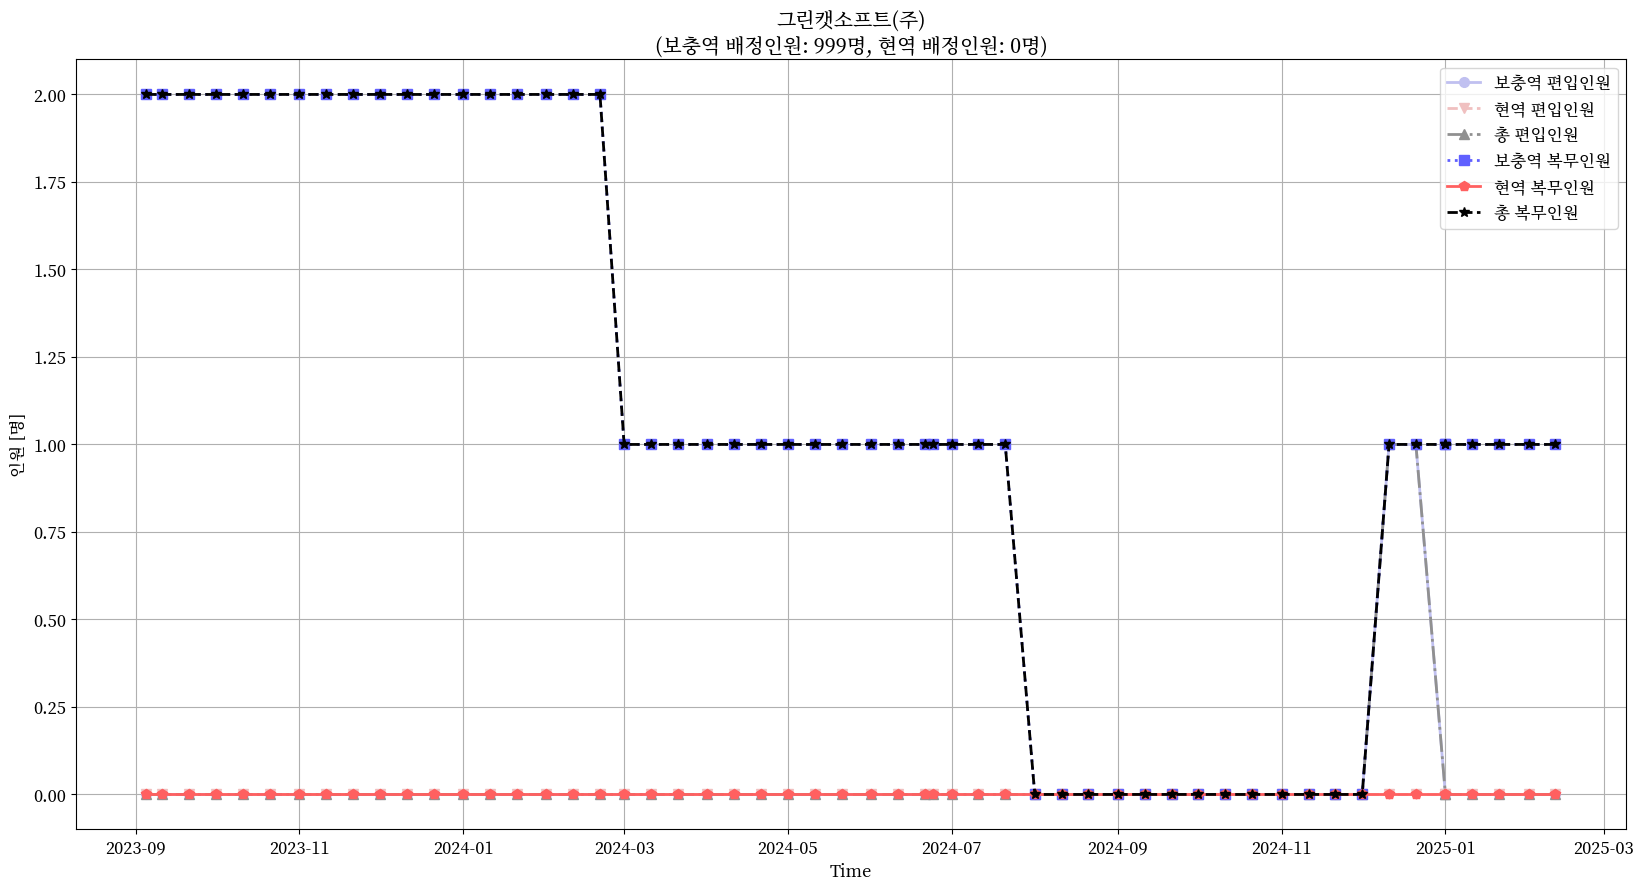 그린캣소프트(주)
(보충역 배정인원: 999명, 현역 배정인원: 0명)
보충역 편입인원
현역 편입인원
총 편입인원
보충역 복무인원
현역 복무인원
총 복무인원
인원 [명]
2.00
1.75
1.50
1.25
1.00
0.75
0.50
0.25
0.00
2023-09
2023-11
2024-01
2024-03
2024-05
2024-07
2024-09
2024-11
2025-01
2025-03
Time